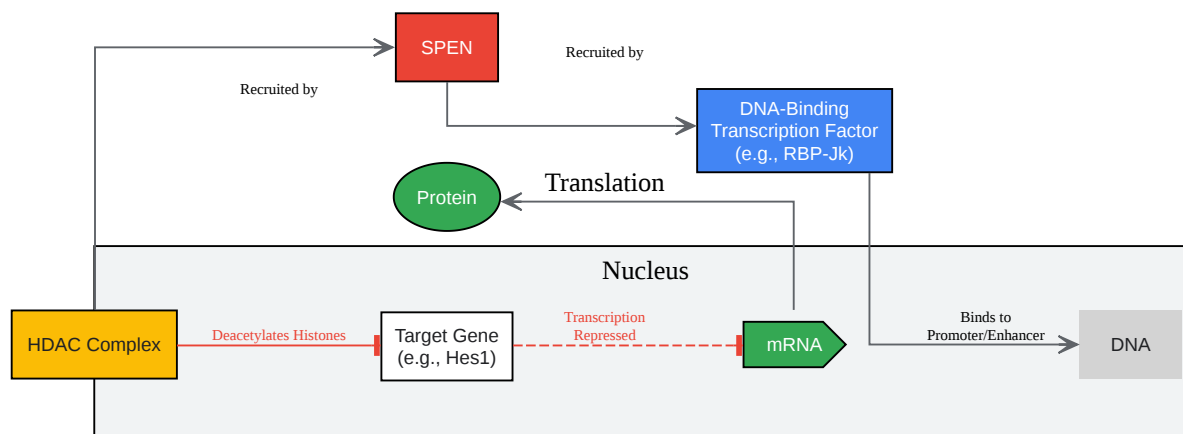 SPEN
Recruited by
Recruited by
DNA-Binding
Transcription Factor
(e.g., RBP-Jk)
Translation
Protein
Nucleus
HDAC Complex
Deacetylates Histones
Target Gene
(e.g., Hes1)
Transcription
Repressed
mRNA
Binds to
Promoter/Enhancer
DNA